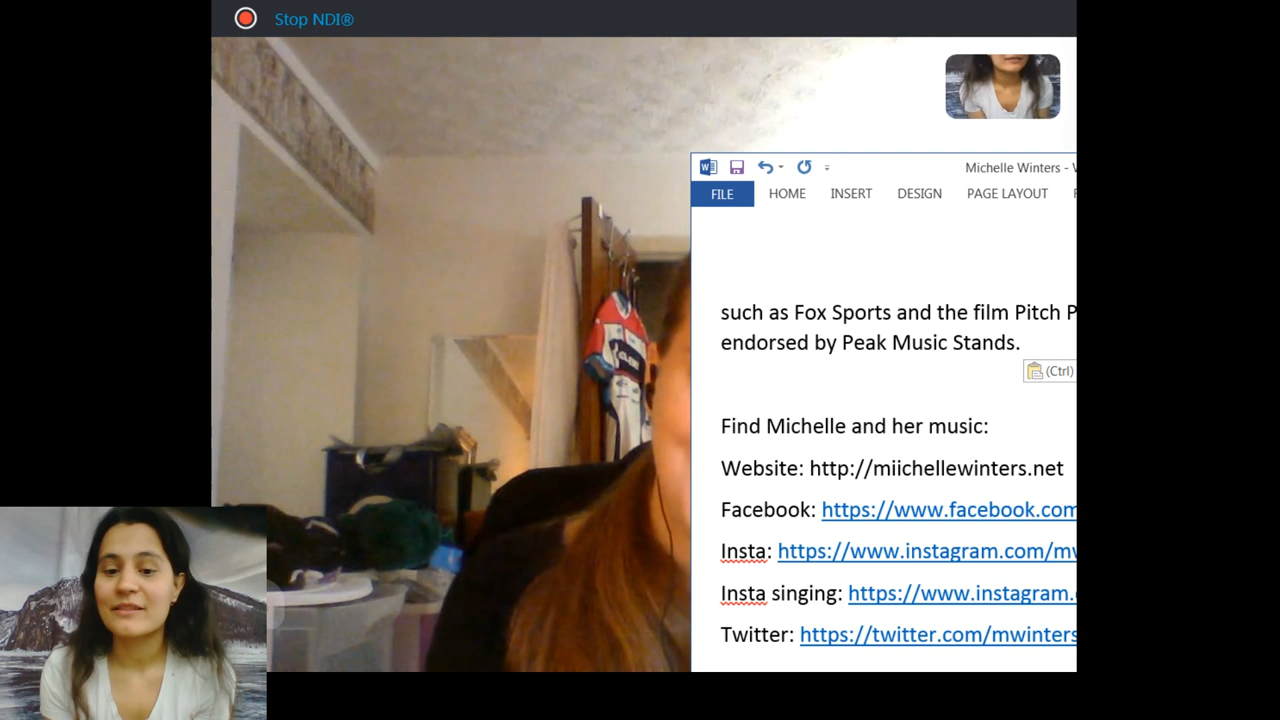 Stop NDI®
Michelle Winters - W
FILE HOME INSERT DESIGN PAGE LAYOUT
such as Fox Sports and the film Pitch P
endorsed by Peak Music Stands.
(Ctrl)
Find Michelle and her music:
Website: http://miichellewinters.net
Facebook: https://www.facebook.com
Insta: https://www.instagram.com/mw
Insta singing: https://www.instagram.
Twitter: https://twitter.com/mwinters